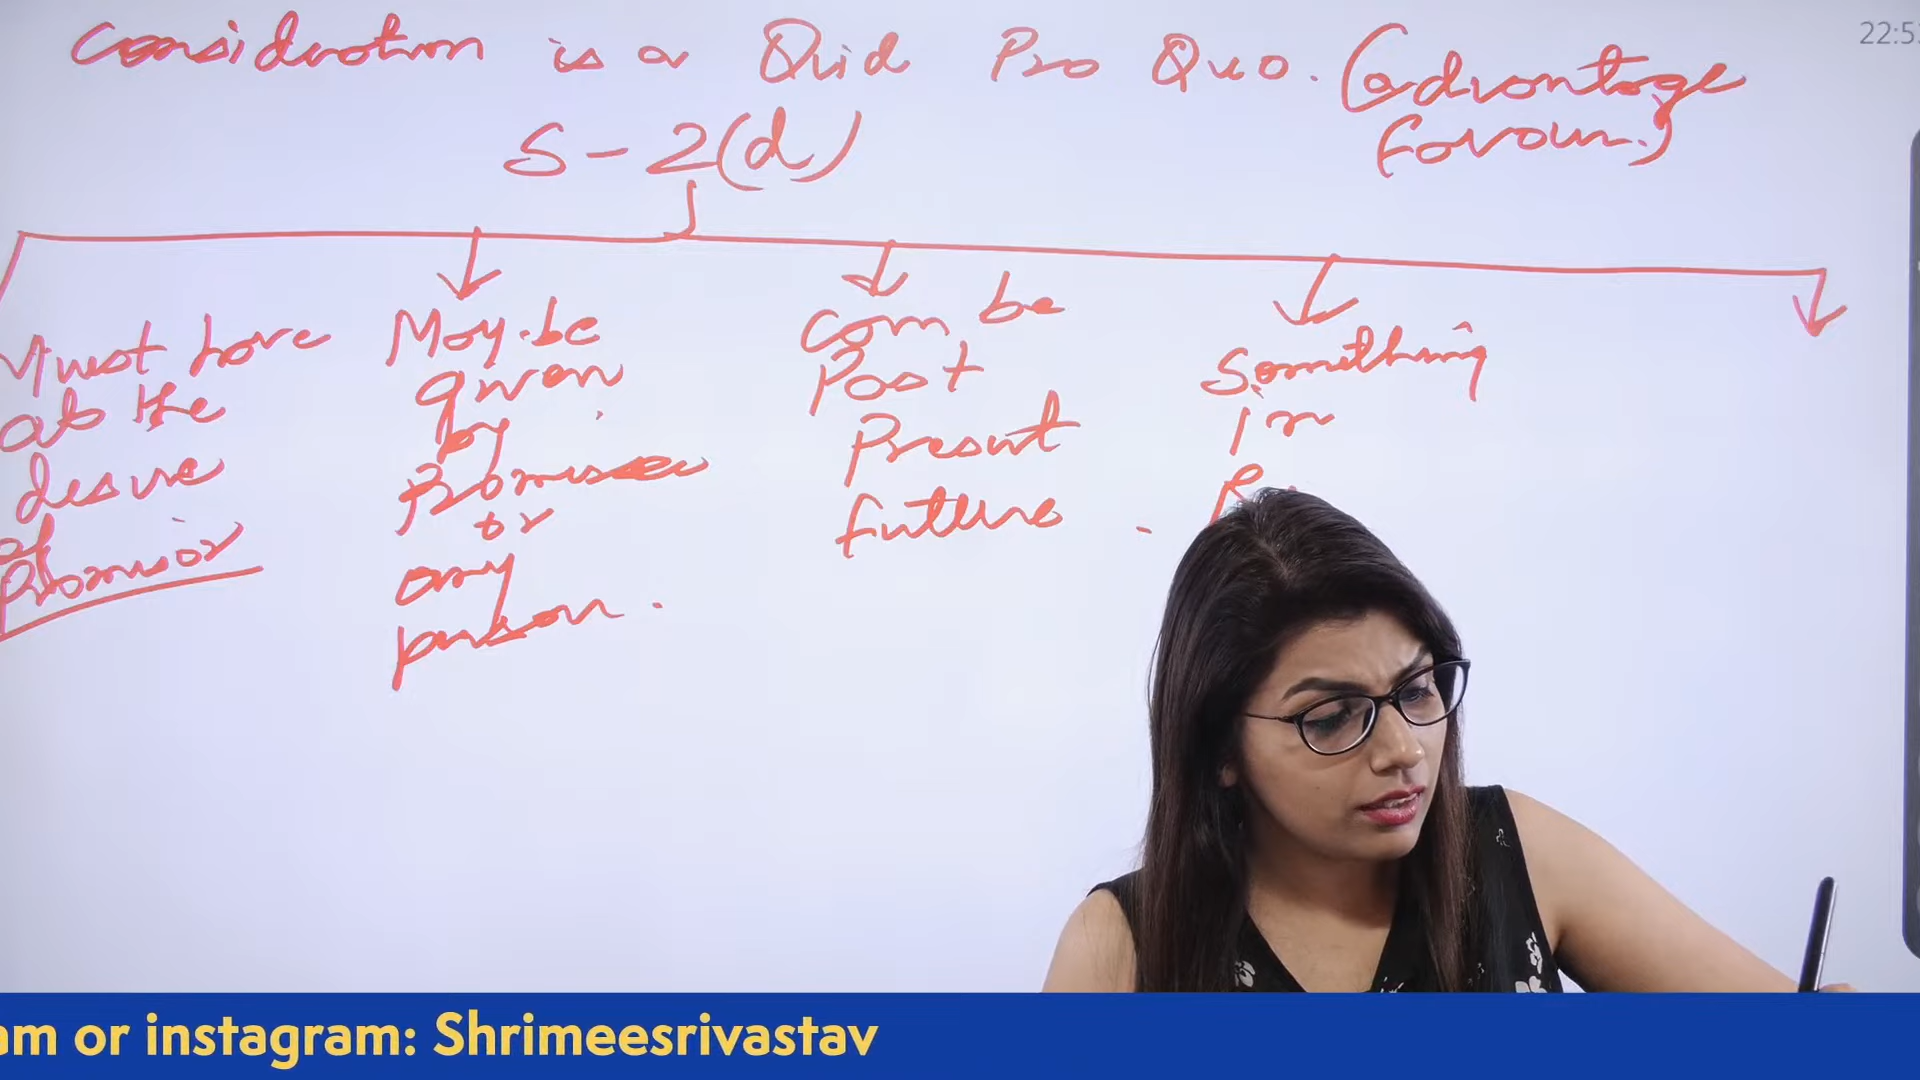 Consideration is a Quid Pro Quo. (advantage
favour.)
22:5
S-2(d)
Must have
at the
desire
of
Promisor
May be
given
by
Promisee
or
any
person.
Can be
Past
Present
future.
Something
in
am or instagram: Shrimeesrivastav